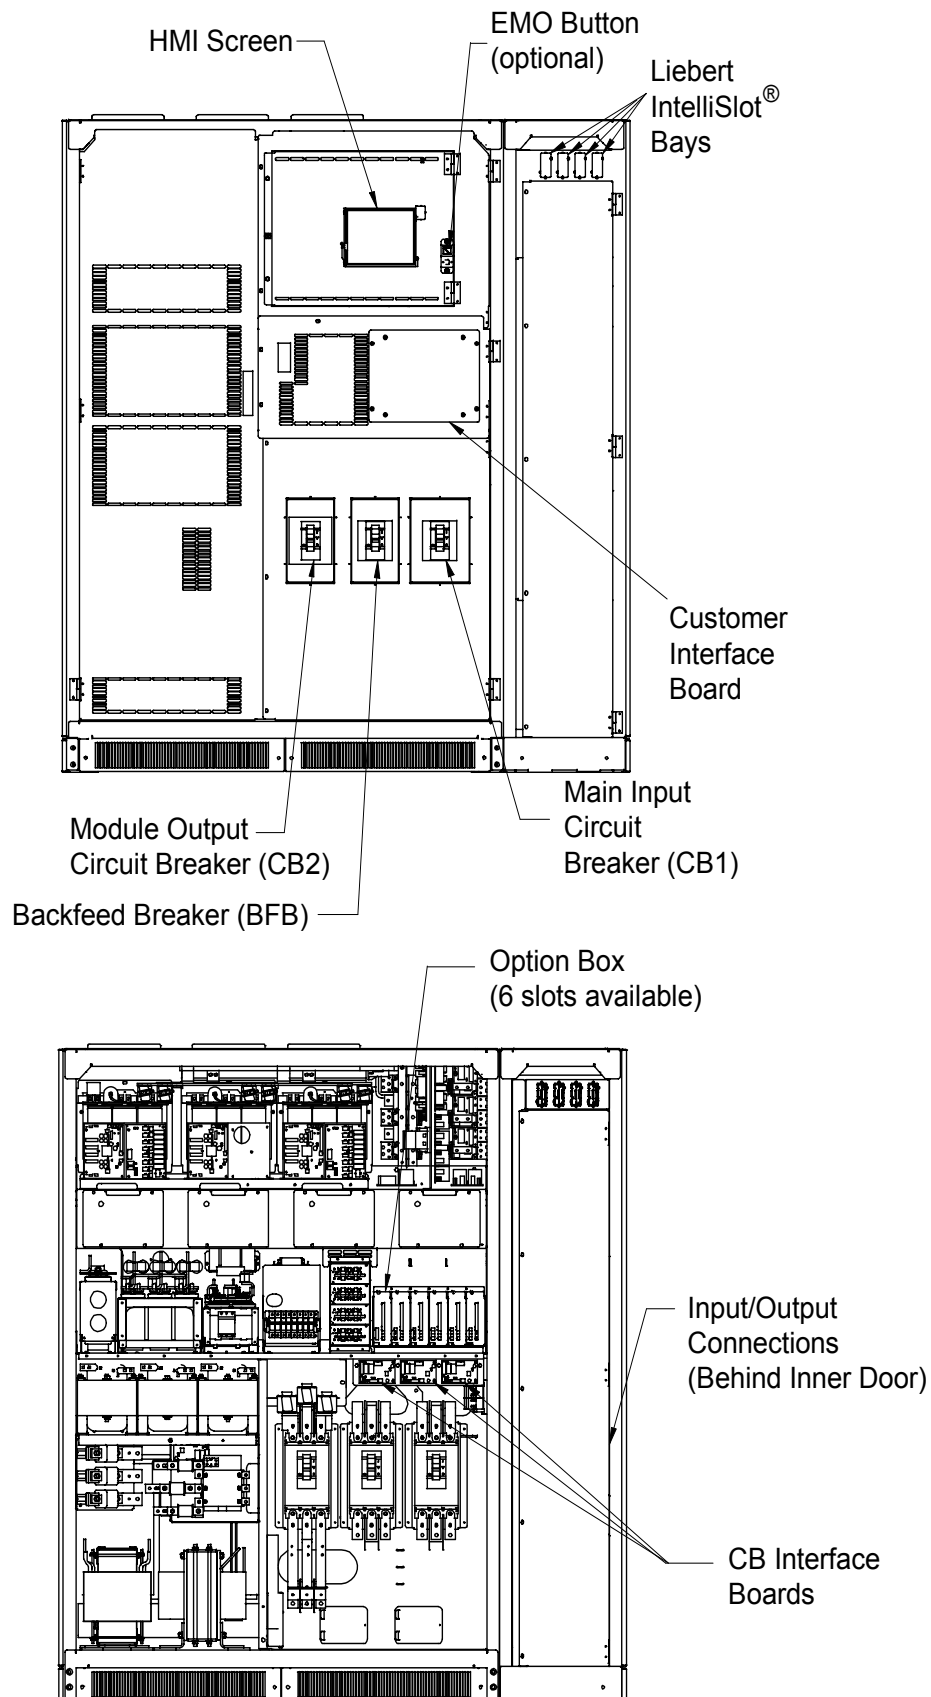 HMI Screen
EMO Button
(optional)
Liebert
IntelliSlot®
Bays
Customer
Interface
Board
Main Input
Circuit
Breaker (CB1)
Module Output
Circuit Breaker (CB2)
Backfeed Breaker (BFB)
Option Box
(6 slots available)
Input/Output
Connections
(Behind Inner Door)
CB Interface
Boards